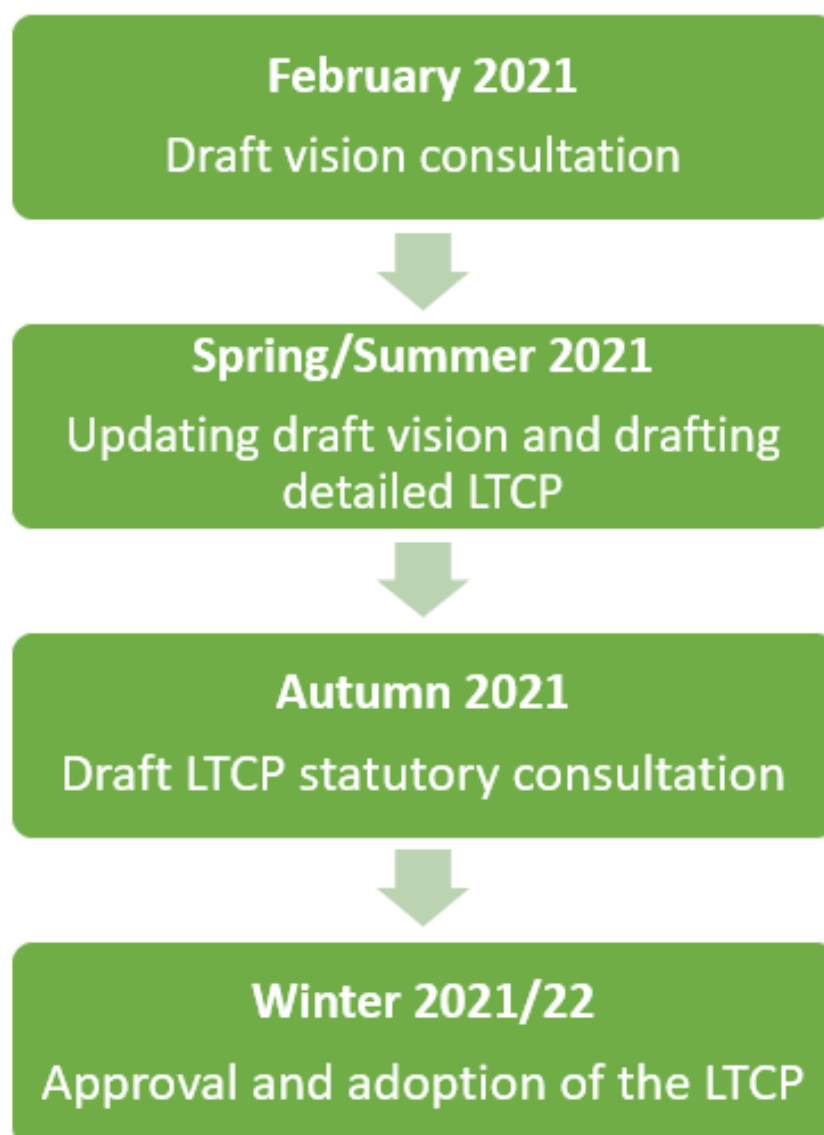 February 2021
Draft vision consultation
Spring/Summer 2021
Updating draft vision and drafting
detailed LTCP
Autumn 2021
Draft LTCP statutory consultation
Winter 2021/22
Approval and adoption of the LTCP